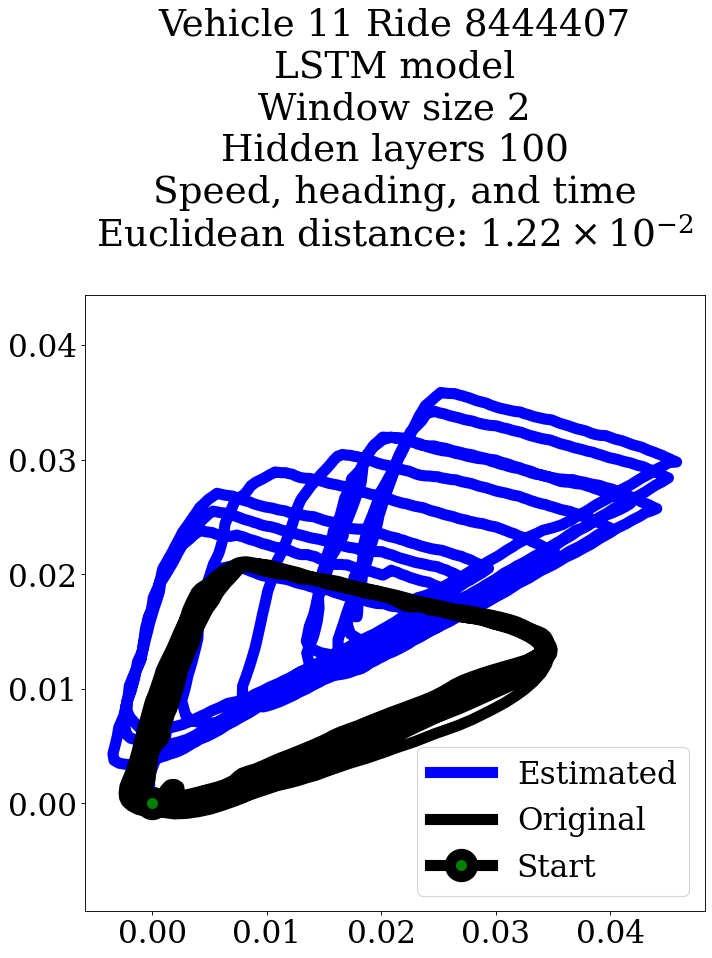 Vehicle 11 Ride 8444407
LSTM model
Window size 2
Hidden layers 100
Speed, heading, and time
Euclidean distance: 1.22 × 10⁻²
0.04
0.03
0.02
0.01
0.00
Estimated
Original
Start
0.00 0.01 0.02 0.03 0.04